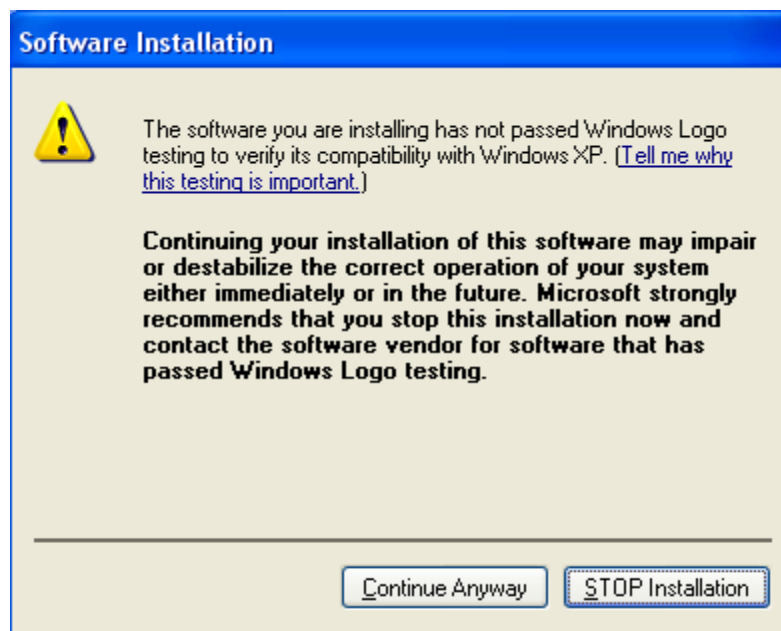 Software Installation
The software you are installing has not passed Windows Logo
testing to verify its compatibility with Windows XP. (Tell me why
this testing is important.)
Continuing your installation of this software may impair
or destabilize the correct operation of your system
either immediately or in the future. Microsoft strongly
recommends that you stop this installation now and
contact the software vendor for software that has
passed Windows Logo testing.
Continue Anyway
STOP Installation